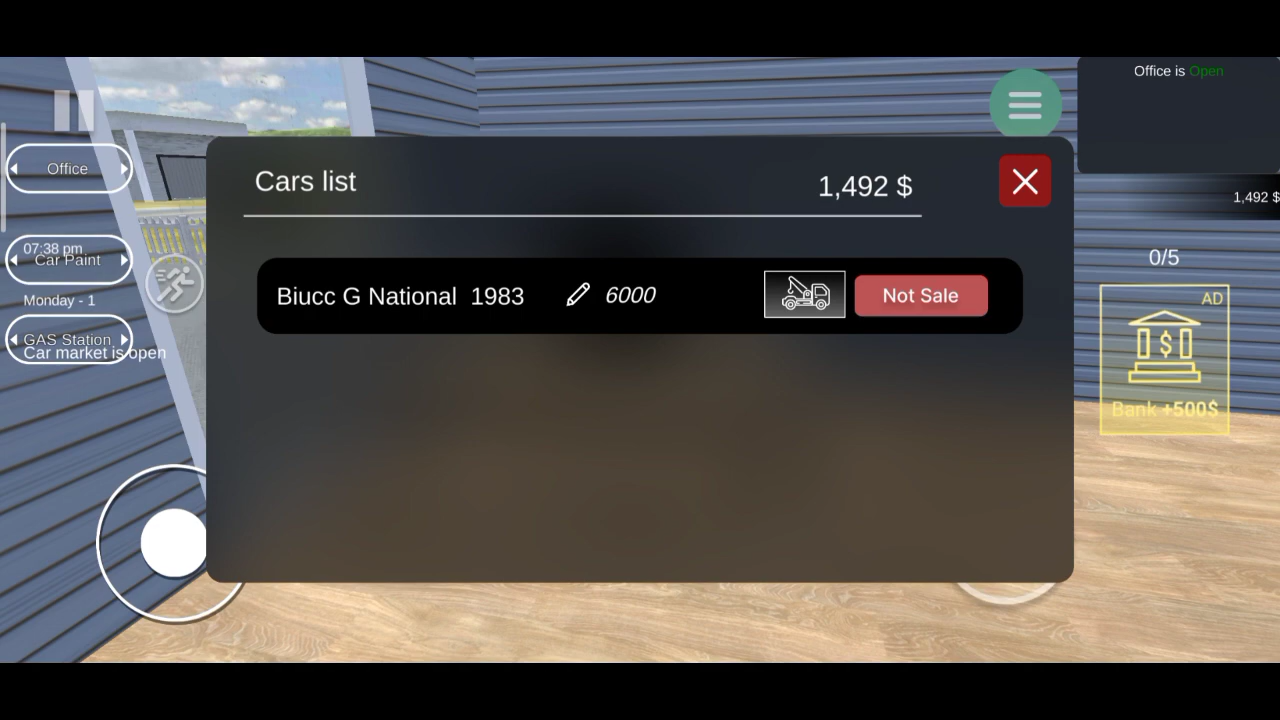 Office is Open
Office
Cars list
1,492 $
1,492 $
07:38 pm
Car Paint
0/5
Monday - 1
Biucc G National 1983
6000
Not Sale
AD
$
GAS Station
Car market is open
Bank +500$